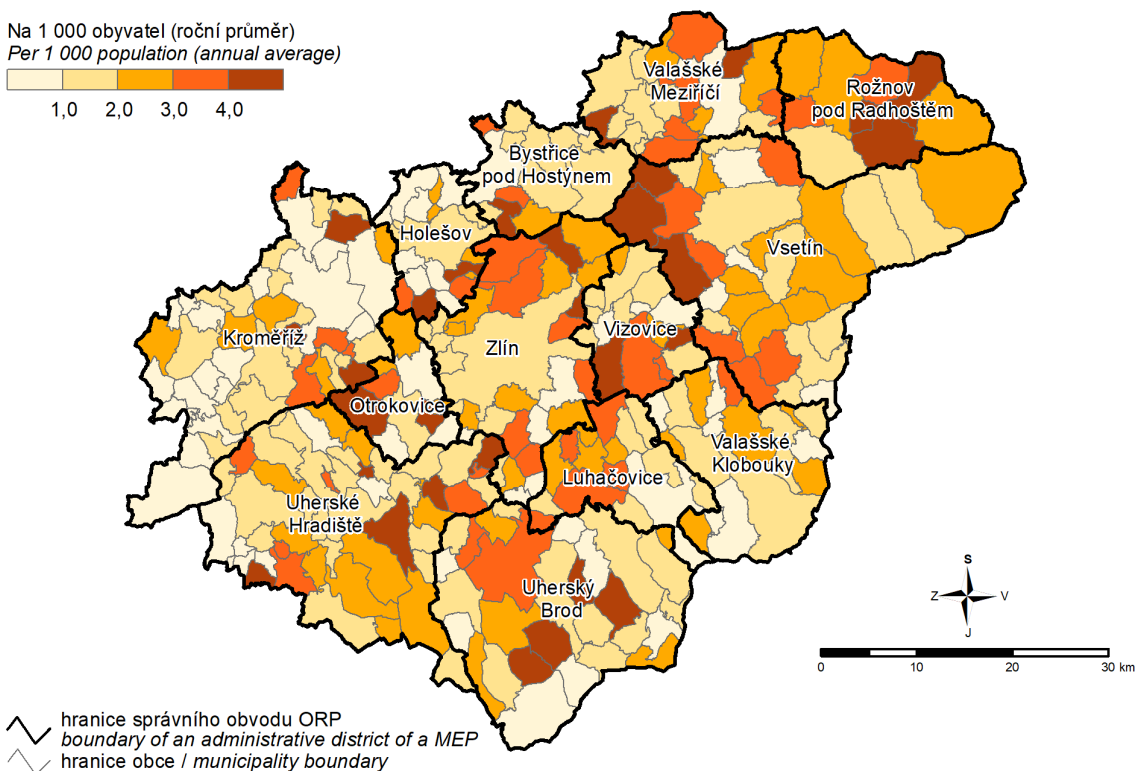 Na 1 000 obyvatel (roční průměr)
Per 1 000 population (annual average)
1,0 2,0 3,0 4,0
Valašské
Meziříčí
Rožnov
pod Radhoštěm
Bystřice
pod Hostýnem
Holešov
Vsetín
Kroměříž
Zlín
Vizovice
Otrokovice
Valašské
Klobouky
Luhačovice
Uherské
Hradiště
Uherský
Brod
S
Z V
J
0 10 20 30 km
hranice správního obvodu ORP
boundary of an administrative district of a MEP
hranice obce / municipality boundary